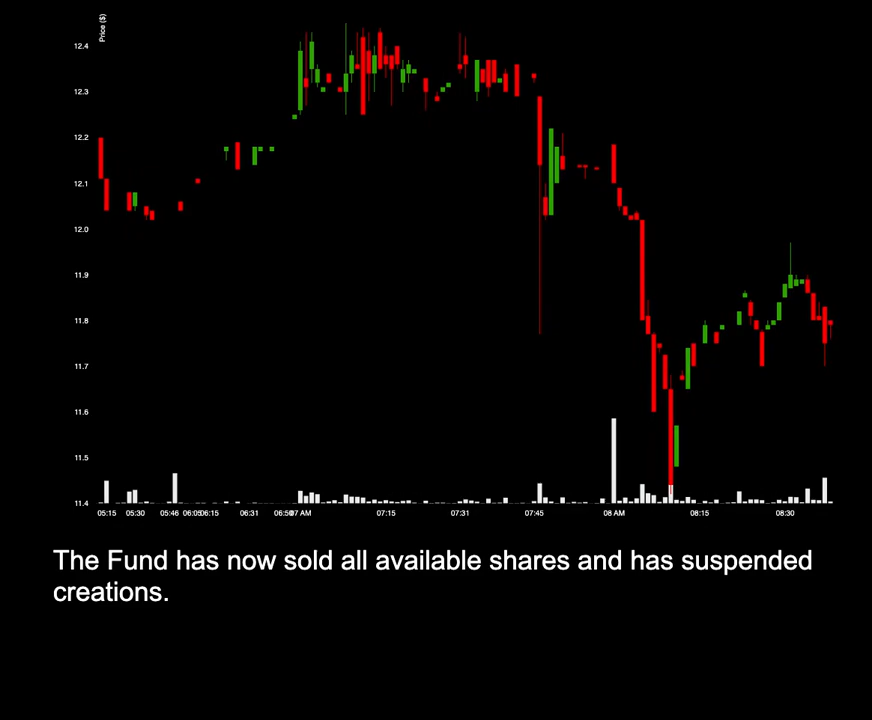 Price ($)
12.4
12.3
12.2
12.1
12.0
11.9
11.8
11.7
11.6
11.5
11.4
05:15 05:30 05:46 06:05 06:15 06:31 06:50 07 AM 07:15 07:31 07:45 08 AM 08:15 08:30
The Fund has now sold all available shares and has suspended
creations.